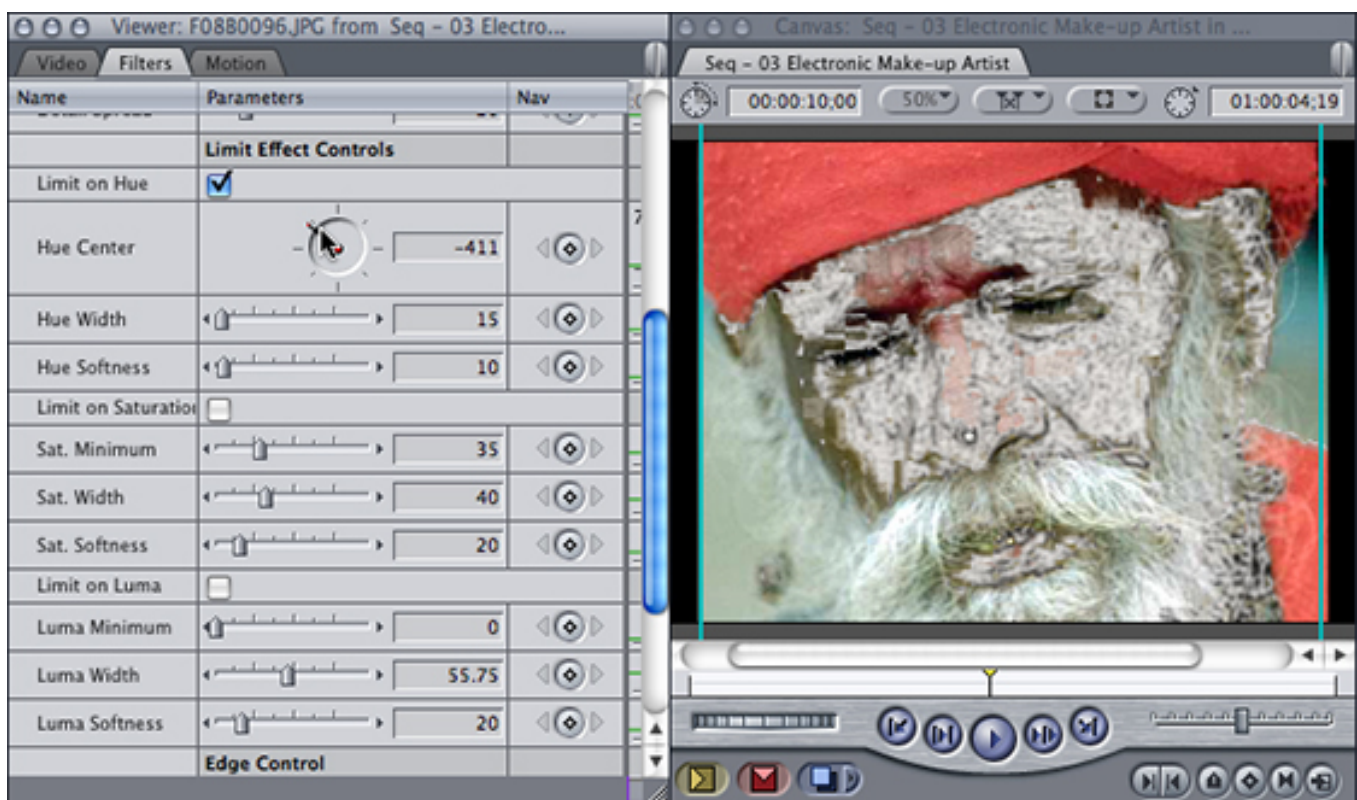 Viewer: F0880096.JPG from Seq - 03 Electro...
Video Filters Motion
Name Parameters Nav
Limit Effect Controls
Limit on Hue
Hue Center -411
Hue Width 15
Hue Softness 10
Limit on Saturation
Sat. Minimum 35
Sat. Width 40
Sat. Softness 20
Limit on Luma
Luma Minimum 0
Luma Width 55.75
Luma Softness 20
Edge Control
Canvas: Seq - 03 Electronic Make-up Artist in ...
Seq - 03 Electronic Make-up Artist
00:00:10;00 50% 01:00:04;19